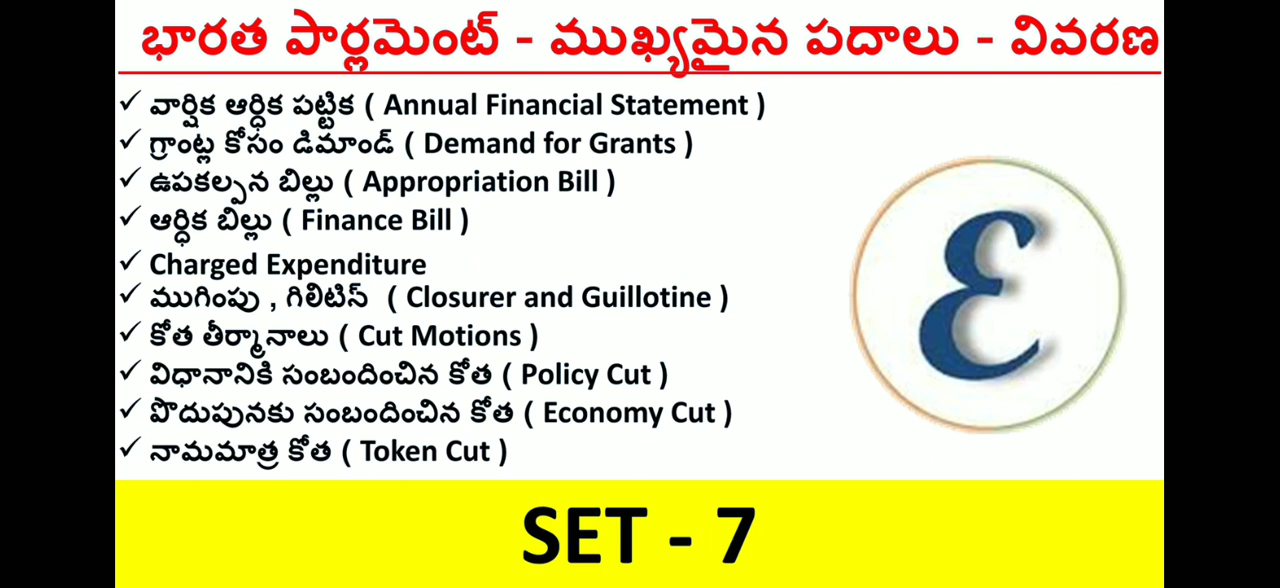 భారత పార్లమెంట్ - ముఖ్యమైన పదాలు - వివరణ
✓ వార్షిక ఆర్ధిక పట్టిక ( Annual Financial Statement )
✓ గ్రాంట్ల కోసం డిమాండ్ ( Demand for Grants )
✓ ఉపకల్పన బిల్లు ( Appropriation Bill )
✓ ఆర్ధిక బిల్లు ( Finance Bill )
✓ Charged Expenditure
✓ ముగింపు , గిలిటిన్ ( Closurer and Guillotine )
✓ కోత తీర్మానాలు ( Cut Motions )
✓ విధానానికి సంబందించిన కోత ( Policy Cut )
✓ పొదుపునకు సంబందించిన కోత ( Economy Cut )
✓ నామమాత్ర కోత ( Token Cut )
ε
SET - 7